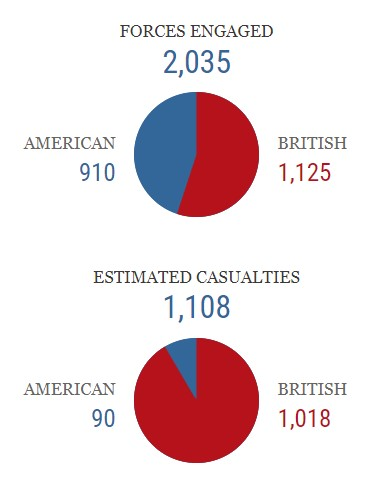 FORCES ENGAGED
2,035
AMERICAN
910
BRITISH
1,125
ESTIMATED CASUALTIES
1,108
AMERICAN
90
BRITISH
1,018